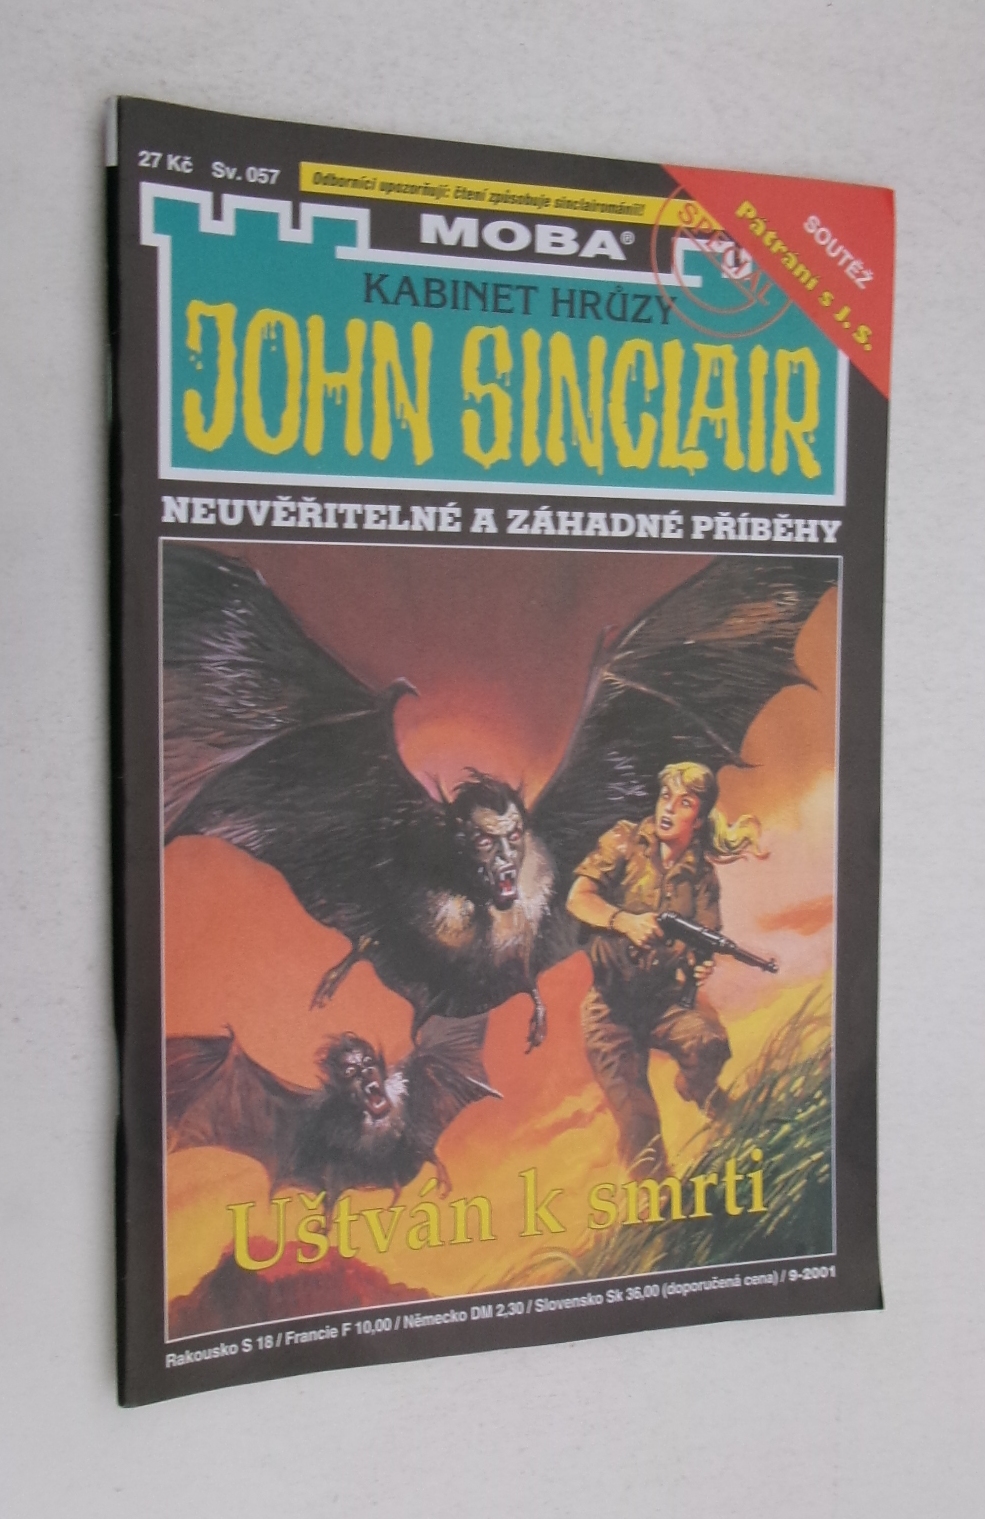 27 Kč Sv. 057
Odborníci upozorňují: čtení způsobuje sinclairománii!
SOUTĚŽ
Pátrání s J.S.
SPECIÁL
MOBA®
KABINET HRŮZY
JOHN SINCLAIR
NEUVĚŘITELNÉ A ZÁHADNÉ PŘÍBĚHY
Uštván k smrti
Rakousko S 18 / Francie F 10,00 / Německo DM 2,30 / Slovensko Sk 36,00 (doporučená cena) / 9-2001